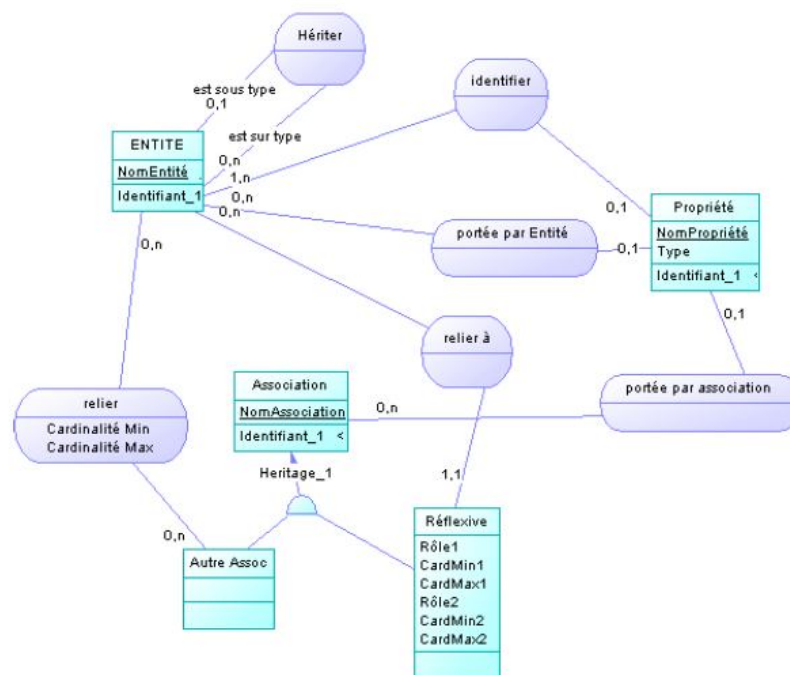 Hériter
est sous type
0,1
identifier
est sur type
ENTITE
NomEntité
Identifiant_1
0,n
1,n
0,n
0,n
0,1
Propriété
NomPropriété
Type
Identifiant_1 <
portée par Entité
0,1
0,n
0,1
relier à
Association
NomAssociation
Identifiant_1 <
0,n
portée par association
relier
Cardinalité Min
Cardinalité Max
Heritage_1
1,1
0,n
Autre Assoc
Réflexive
Rôle1
CardMin1
CardMax1
Rôle2
CardMin2
CardMax2